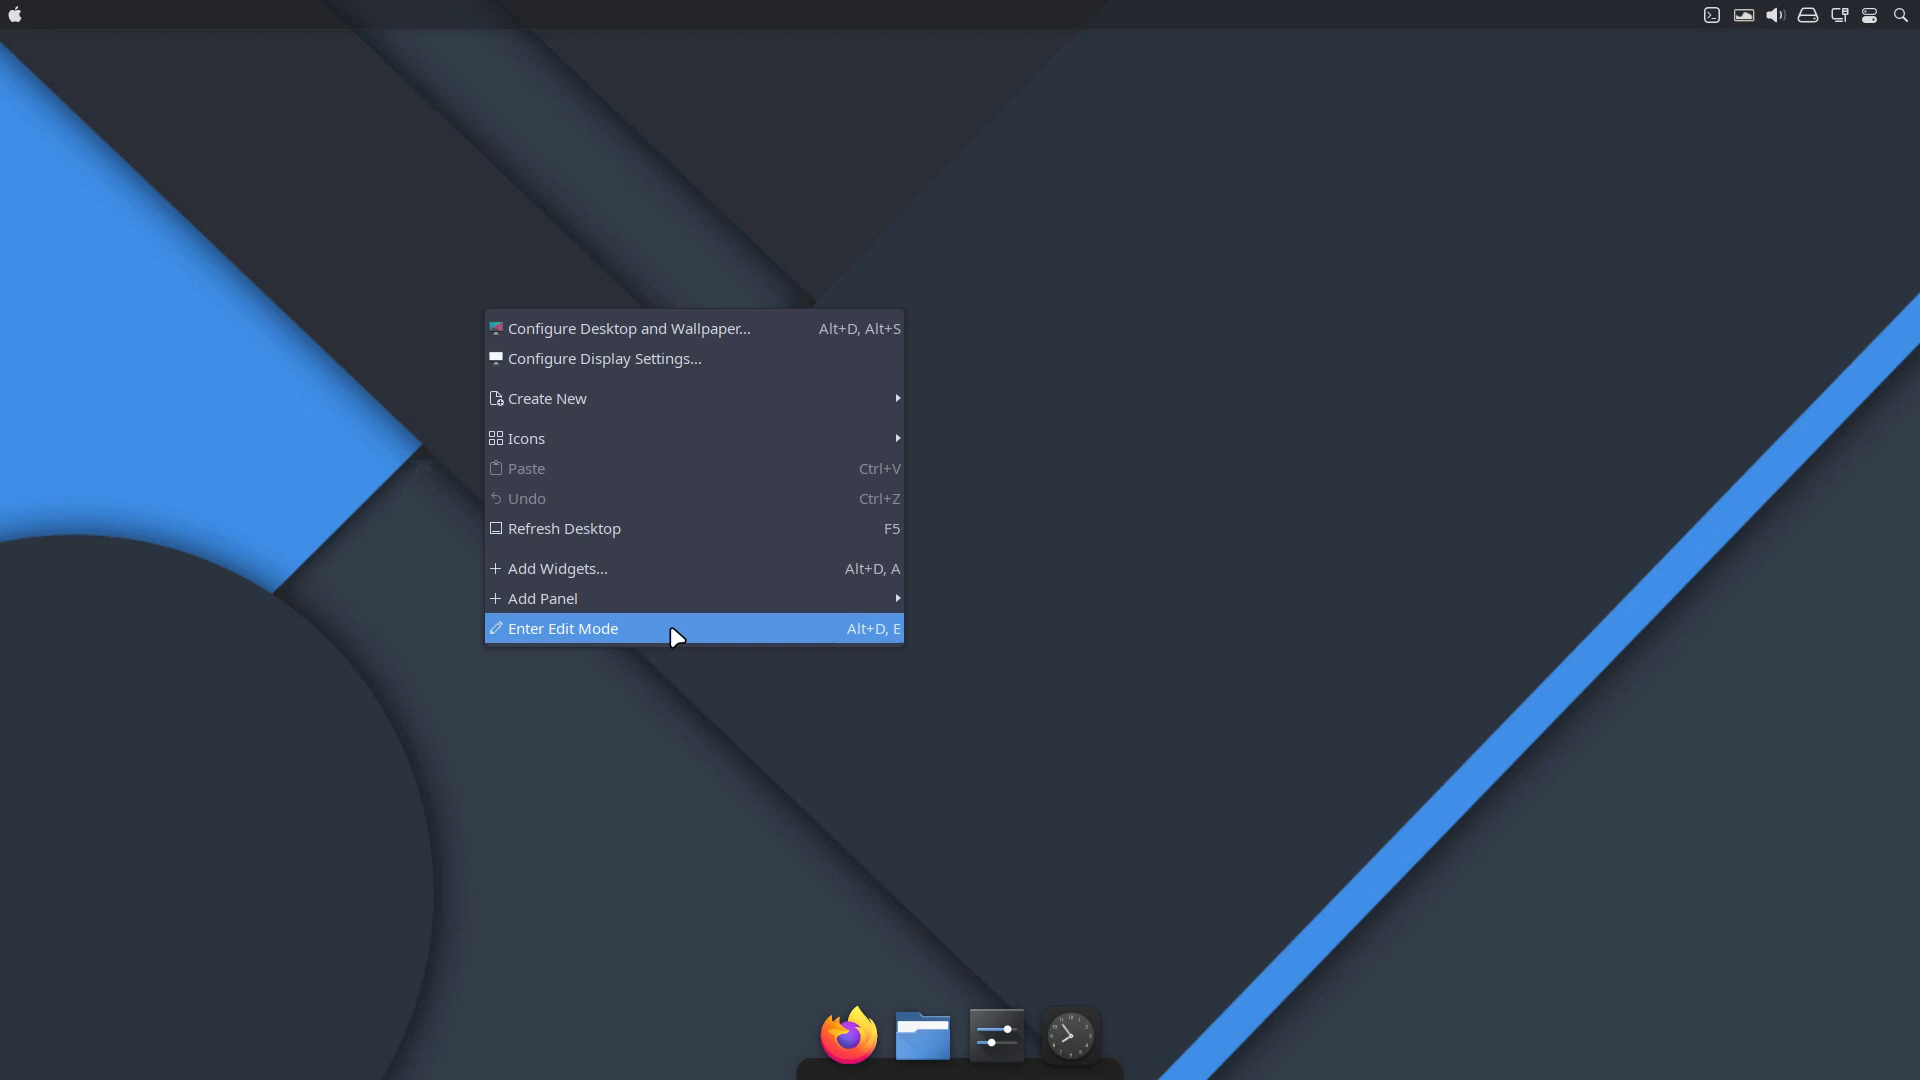 Configure Desktop and Wallpaper... Alt+D, Alt+S
Configure Display Settings...
Create New
Icons
Paste Ctrl+V
Undo Ctrl+Z
Refresh Desktop F5
Add Widgets... Alt+D, A
Add Panel
Enter Edit Mode Alt+D, E